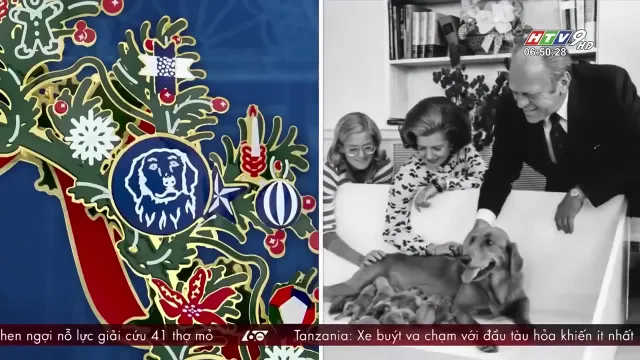 HTV9 HD
06:50:28
hen ngợi nỗ lực giải cứu 41 thợ mỏ 60 Tanzania: Xe buýt va chạm với đầu tàu hỏa khiến ít nhất